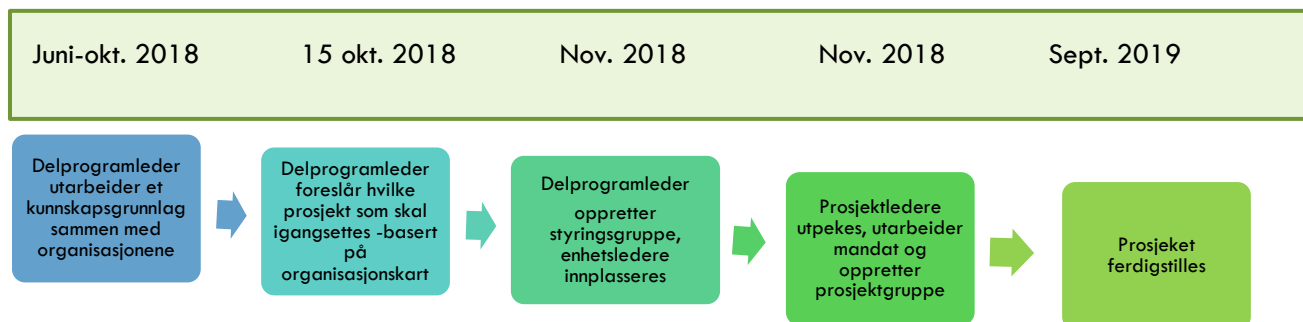 Juni-okt. 2018
15 okt. 2018
Nov. 2018
Nov. 2018
Sept. 2019
Delprogramleder
utarbeider et
kunnskapsgrunnlag
sammen med
organisasjonene
Delprogramleder
foreslår hvilke
prosjekt som skal
igangsettes -basert
på
organisasjonskart
Delprogramleder
oppretter
styringsgruppe,
enhetsledere
innplasseres
Prosjektledere
utpekes, utarbeider
mandat og
oppretter
prosjektgruppe
Prosjeket
ferdigstilles